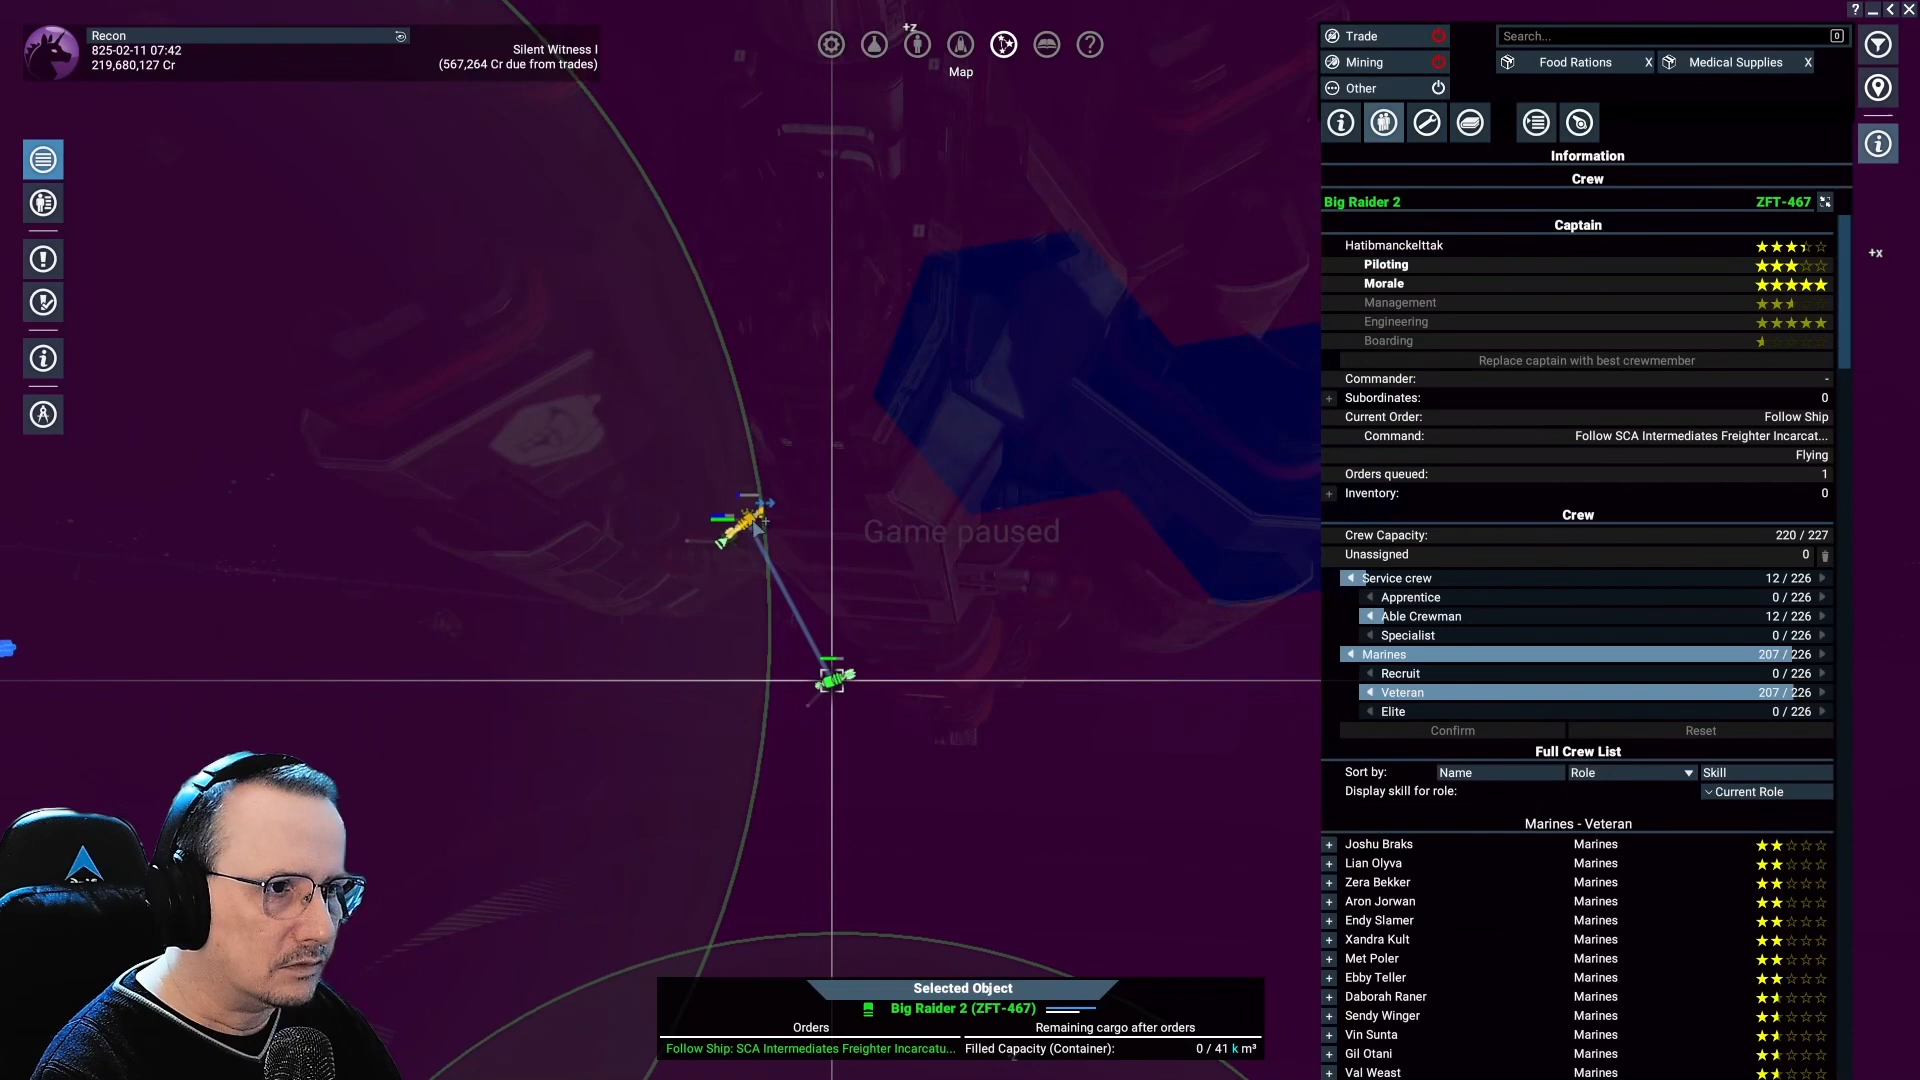 Recon
825-02-11 07:42
219,680,127 Cr
Silent Witness I
(567,264 Cr due from trades)
+Z
Map
Trade
Mining
Other
Search...
0
Food Rations X
Medical Supplies X
Information
Crew
Big Raider 2 ZFT-467
Captain
Hatibmanckelttak
Piloting
Morale
Management
Engineering
Boarding
Replace captain with best crewmember
Commander: -
Subordinates: 0
Current Order: Follow Ship
Command: Follow SCA Intermediates Freighter Incarcat...
Flying
Orders queued: 1
Inventory: 0
Crew
Crew Capacity: 220 / 227
Unassigned 0
Service crew 12 / 226
Apprentice 0 / 226
Able Crewman 12 / 226
Specialist 0 / 226
Marines 207 / 226
Recruit 0 / 226
Veteran 207 / 226
Elite 0 / 226
Confirm Reset
Full Crew List
Sort by: Name Role Skill
Display skill for role: Current Role
Marines - Veteran
Joshu Braks Marines
Lian Olyva Marines
Zera Bekker Marines
Aron Jorwan Marines
Endy Slamer Marines
Xandra Kult Marines
Met Poler Marines
Ebby Teller Marines
Daborah Raner Marines
Sendy Winger Marines
Vin Sunta Marines
Gil Otani Marines
Val Weast Marines
+x
Game paused
Selected Object
Big Raider 2 (ZFT-467)
Orders Remaining cargo after orders
Follow Ship: SCA Intermediates Freighter Incarcatu... Filled Capacity (Container): 0 / 41 k m³